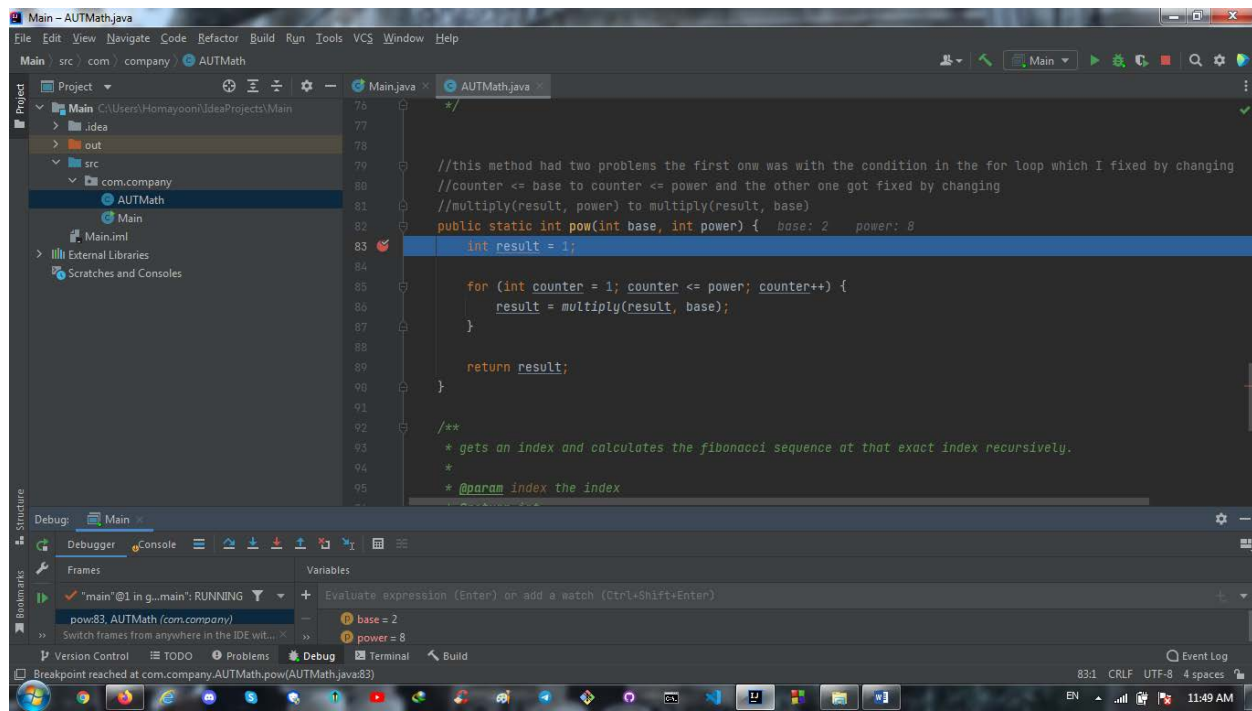 Main – AUTMath.java
File Edit View Navigate Code Refactor Build Run Tools VCS Window Help
Main src com company AUTMath
Main
Project
Project
Main.java
AUTMath.java
Main C:\Users\Homayooni\IdeaProjects\Main
.idea
out
src
com.company
AUTMath
Main
Main.iml
External Libraries
Scratches and Consoles
76 */
77
78
79 //this method had two problems the first onw was with the condition in the for loop which I fixed by changing
80 //counter <= base to counter <= power and the other one got fixed by changing
81 //multiply(result, power) to multiply(result, base)
82 public static int pow(int base, int power) { base: 2 power: 8
83 int result = 1;
84
85 for (int counter = 1; counter <= power; counter++) {
86 result = multiply(result, base);
87 }
88
89 return result;
90 }
91
92 /**
93 * gets an index and calculates the fibonacci sequence at that exact index recursively.
94 *
95 * @param index the index
Structure
Bookmarks
Debug: Main
Debugger Console
Frames Variables
"main"@1 in g...main": RUNNING
Evaluate expression (Enter) or add a watch (Ctrl+Shift+Enter)
pow:83, AUTMath (com.company)
base = 2
Switch frames from anywhere in the IDE wit...
power = 8
Version Control TODO Problems Debug Terminal Build Event Log
Breakpoint reached at com.company.AUTMath.pow(AUTMath.java:83) 83:1 CRLF UTF-8 4 spaces
EN 11:49 AM